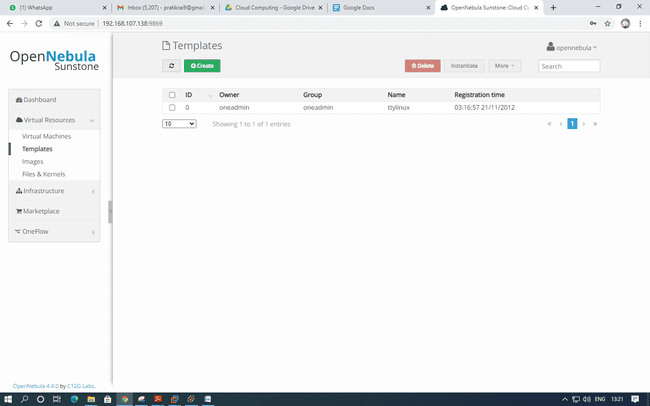 (1) WhatsApp
Inbox (5,207) - pratikrai9@gmai
Cloud Computing - Google Drive
Google Docs
OpenNebula Sunstone: Cloud O
Not secure | 192.168.107.138:9869
OpenNebula
Sunstone
Templates
opennebula
Create
Delete
Instantiate
More
Search
Dashboard
Virtual Resources
Virtual Machines
Templates
Images
Files & Kernels
Infrastructure
Marketplace
OneFlow
ID Owner Group Name Registration time
0 oneadmin oneadmin ttylinux 03:16:57 21/11/2012
10 Showing 1 to 1 of 1 entries
1
OpenNebula 4.4.0 by C12G Labs.
ENG 13:21